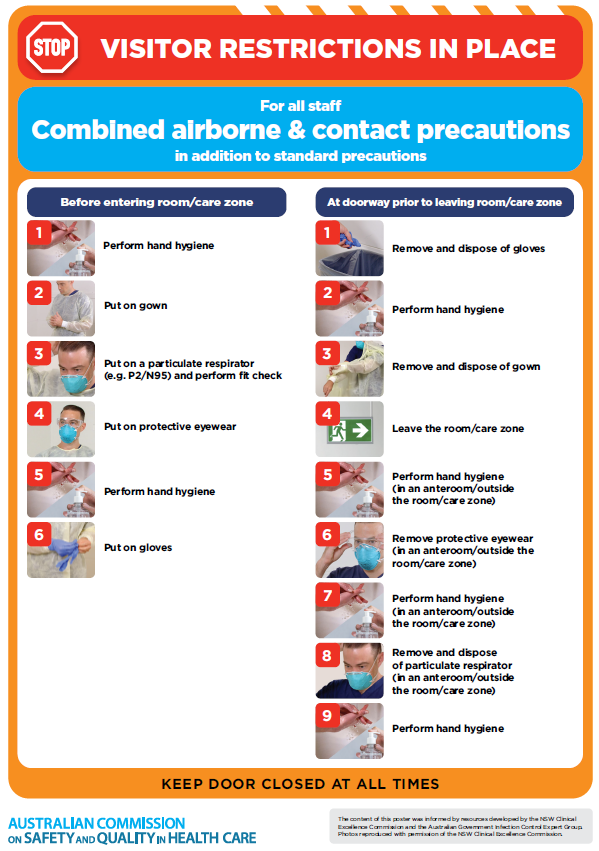 STOP
VISITOR RESTRICTIONS IN PLACE
For all staff
Combined airborne & contact precautions
in addition to standard precautions
Before entering room/care zone
1
Perform hand hygiene
2
Put on gown
3
Put on a particulate respirator
(e.g. P2/N95) and perform fit check
4
Put on protective eyewear
5
Perform hand hygiene
6
Put on gloves
At doorway prior to leaving room/care zone
1
Remove and dispose of gloves
2
Perform hand hygiene
3
Remove and dispose of gown
4
Leave the room/care zone
5
Perform hand hygiene
(in an anteroom/outside
the room/care zone)
6
Remove protective eyewear
(in an anteroom/outside the
room/care zone)
7
Perform hand hygiene
(in an anteroom/outside
the room/care zone)
8
Remove and dispose
of particulate respirator
(in an anteroom/outside
the room/care zone)
9
Perform hand hygiene
KEEP DOOR CLOSED AT ALL TIMES
AUSTRALIAN COMMISSION
ON SAFETY AND QUALITY IN HEALTH CARE
The content of this poster was informed by resources developed by the NSW Clinical
Excellence Commission and the Australian Government Infection Control Expert Group.
Photos reproduced with permission of the NSW Clinical Excellence Commission.